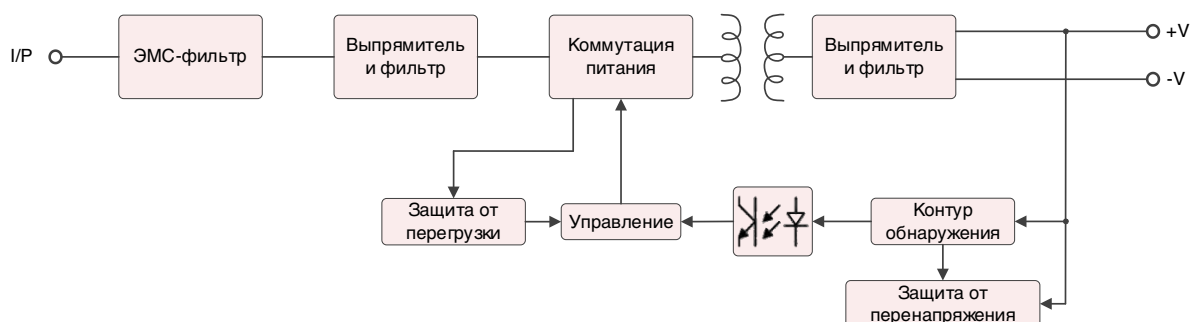 I/P
ЭМС-фильтр
Выпрямитель
и фильтр
Коммутация
питания
Выпрямитель
и фильтр
+V
-V
Защита от
перегрузки
Управление
Контур
обнаружения
Защита от
перенапряжения